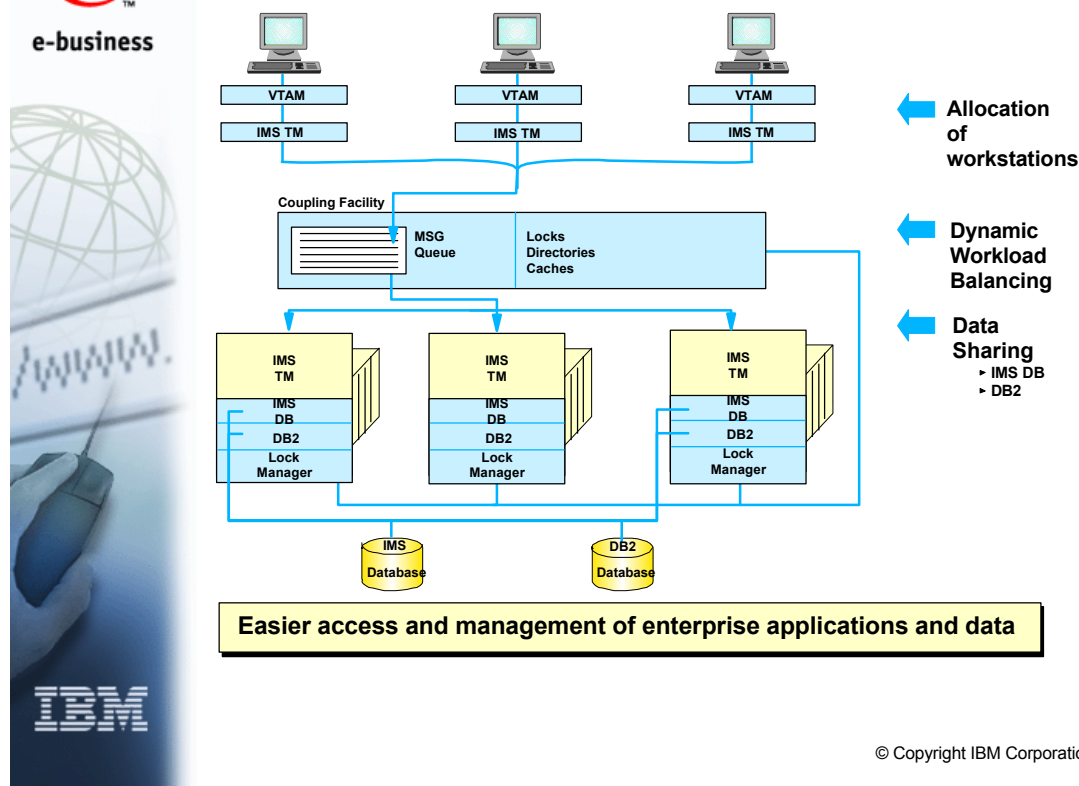 TM
e-business
VTAM
VTAM
VTAM
IMS TM
IMS TM
IMS TM
Allocation
of
workstations
Coupling Facility
MSG
Queue
Locks
Directories
Caches
Dynamic
Workload
Balancing
Data
Sharing
▸ IMS DB
▸ DB2
IMS
TM
IMS
DB
DB2
Lock
Manager
IMS
TM
IMS
DB
DB2
Lock
Manager
IMS
TM
IMS
DB
DB2
Lock
Manager
IMS
Database
DB2
Database
Easier access and management of enterprise applications and data
IBM
© Copyright IBM Corporatio